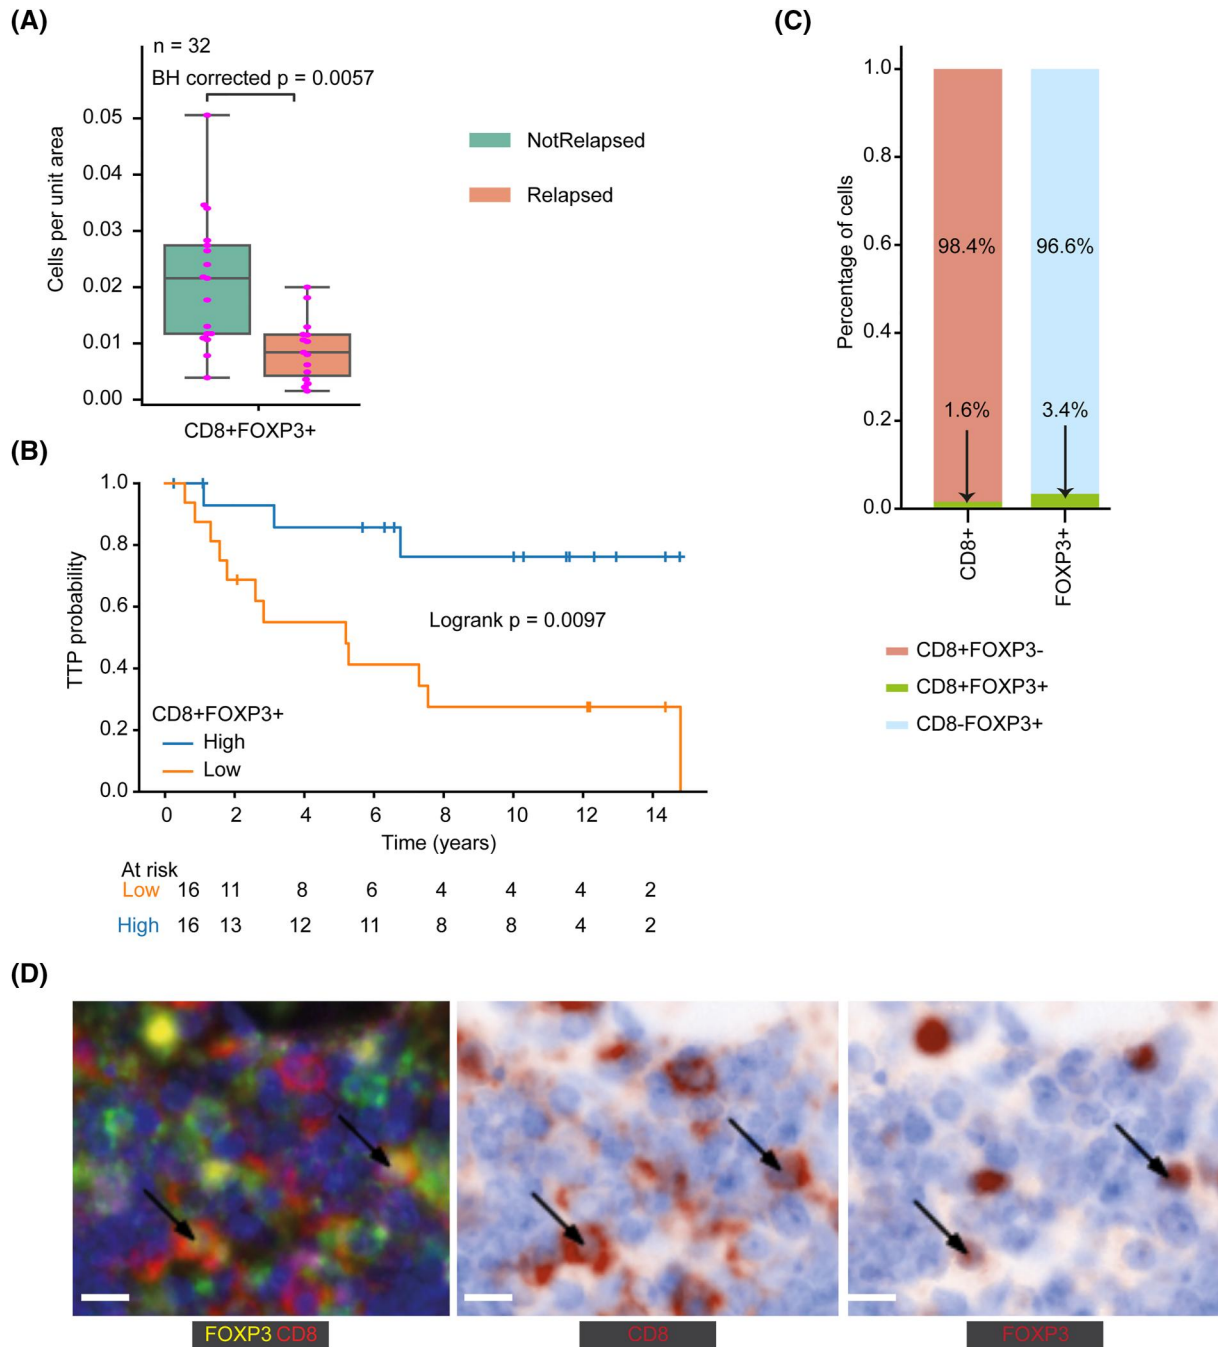 (A)
n = 32
BH corrected p = 0.0057
Cells per unit area
0.05
0.04
0.03
0.02
0.01
0.00
CD8+FOXP3+
NotRelapsed
Relapsed
(C)
Percentage of cells
1.0
0.8
0.6
0.4
0.2
0.0
98.4%
96.6%
1.6%
3.4%
CD8+
FOXP3+
CD8+FOXP3-
CD8+FOXP3+
CD8-FOXP3+
(B)
TTP probability
1.0
0.8
0.6
0.4
0.2
0.0
Logrank p = 0.0097
CD8+FOXP3+
High
Low
0 2 4 6 8 10 12 14
Time (years)
At risk
Low 16 11 8 6 4 4 4 2
High 16 13 12 11 8 8 4 2
(D)
FOXP3 CD8
CD8
FOXP3